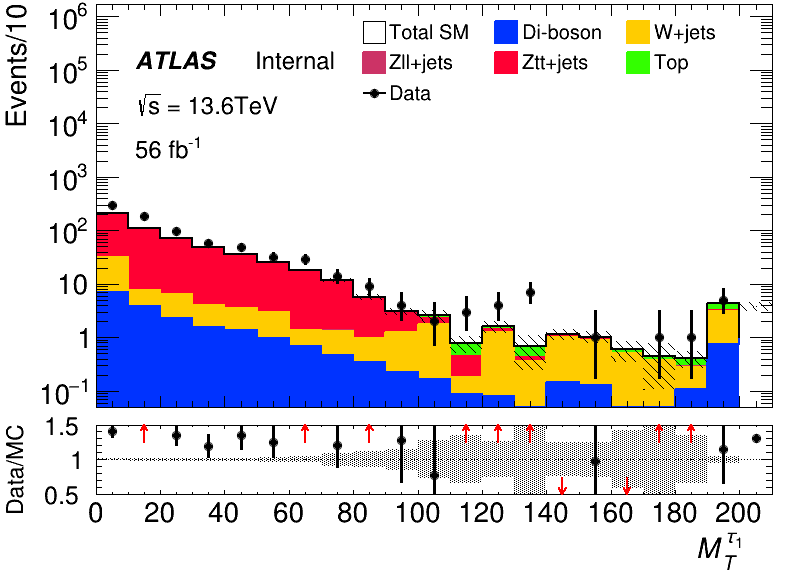 Events/10
10^6
10^5
10^4
10^3
10^2
10
1
10^-1
ATLAS Internal
√s = 13.6TeV
56 fb^-1
Total SM Di-boson W+jets
Zll+jets Ztt+jets Top
Data
Data/MC
1.5
1
0.5
0 20 40 60 80 100 120 140 160 180 200
M_T^τ_1